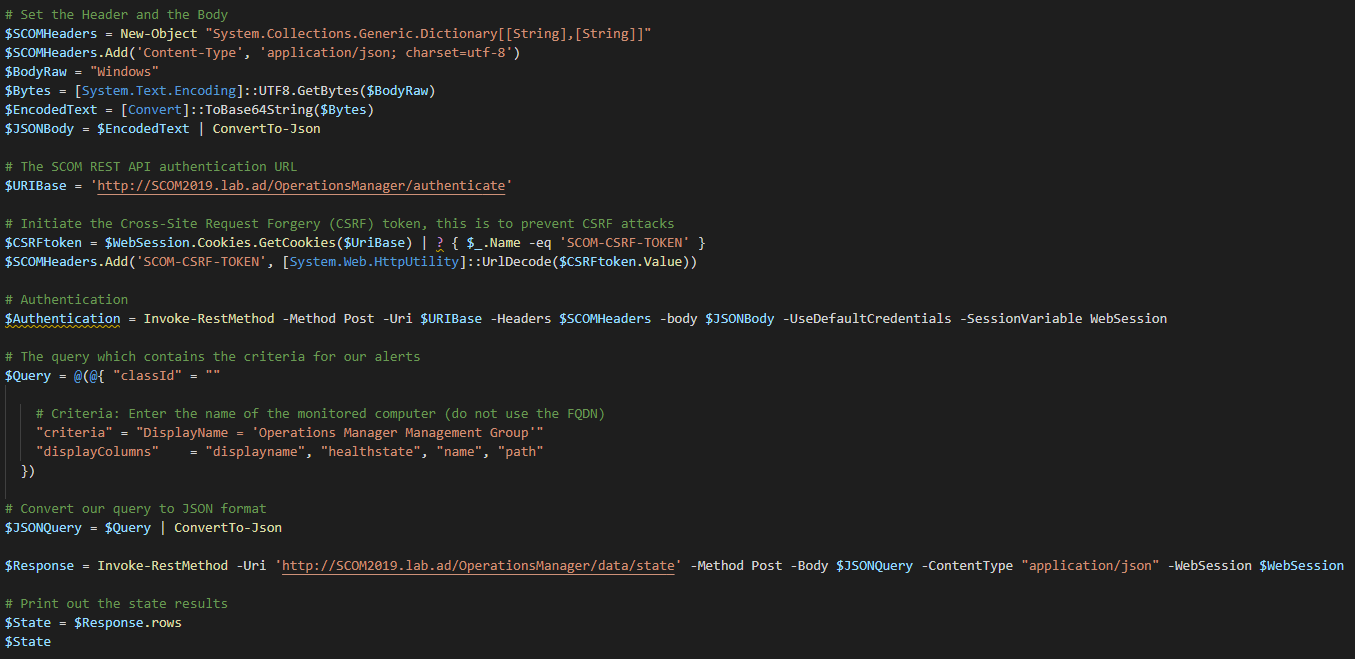 # Set the Header and the Body
$SCOMHeaders = New-Object "System.Collections.Generic.Dictionary[[String],[String]]"
$SCOMHeaders.Add('Content-Type', 'application/json; charset=utf-8')
$BodyRaw = "Windows"
$Bytes = [System.Text.Encoding]::UTF8.GetBytes($BodyRaw)
$EncodedText = [Convert]::ToBase64String($Bytes)
$JSONBody = $EncodedText | ConvertTo-Json
# The SCOM REST API authentication URL
$URIBase = 'http://SCOM2019.lab.ad/OperationsManager/authenticate'
# Initiate the Cross-Site Request Forgery (CSRF) token, this is to prevent CSRF attacks
$CSRFtoken = $WebSession.Cookies.GetCookies($UriBase) | ? { $_.Name -eq 'SCOM-CSRF-TOKEN' }
$SCOMHeaders.Add('SCOM-CSRF-TOKEN', [System.Web.HttpUtility]::UrlDecode($CSRFtoken.Value))
# Authentication
$Authentication = Invoke-RestMethod -Method Post -Uri $URIBase -Headers $SCOMHeaders -body $JSONBody -UseDefaultCredentials -SessionVariable WebSession
# The query which contains the criteria for our alerts
$Query = @(@{ "classId" = ""
# Criteria: Enter the name of the monitored computer (do not use the FQDN)
"criteria" = "DisplayName = 'Operations Manager Management Group'"
"displayColumns"    = "displayname", "healthstate", "name", "path"
})
# Convert our query to JSON format
$JSONQuery = $Query | ConvertTo-Json
$Response = Invoke-RestMethod -Uri 'http://SCOM2019.lab.ad/OperationsManager/data/state' -Method Post -Body $JSONQuery -ContentType "application/json" -WebSession $WebSession
# Print out the state results
$State = $Response.rows
$State